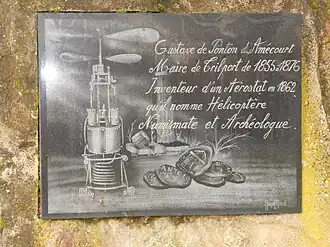 Gustave de Ponton d'Amécourt
Maire de Trilport de 1855-1876
Inventeur d'un Aérostat en 1862
qu'il nomme Hélicoptère
Numismate et Archéologue.